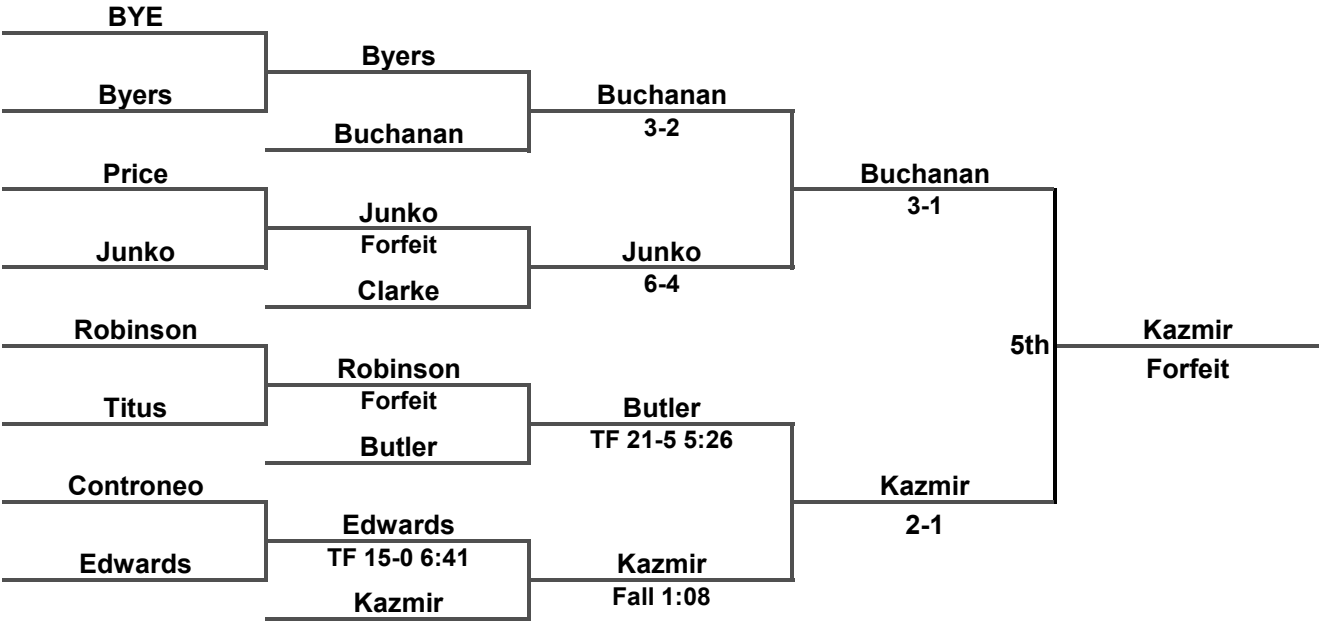 BYE
Byers
Byers
Buchanan
Buchanan
3-2
Price
Junko
Forfeit
Junko
Clarke
Junko
6-4
Buchanan
3-1
Robinson
Robinson
Forfeit
Titus
Butler
Butler
TF 21-5 5:26
Controneo
Edwards
TF 15-0 6:41
Edwards
Kazmir
Kazmir
Fall 1:08
Kazmir
2-1
5th
Kazmir
Forfeit